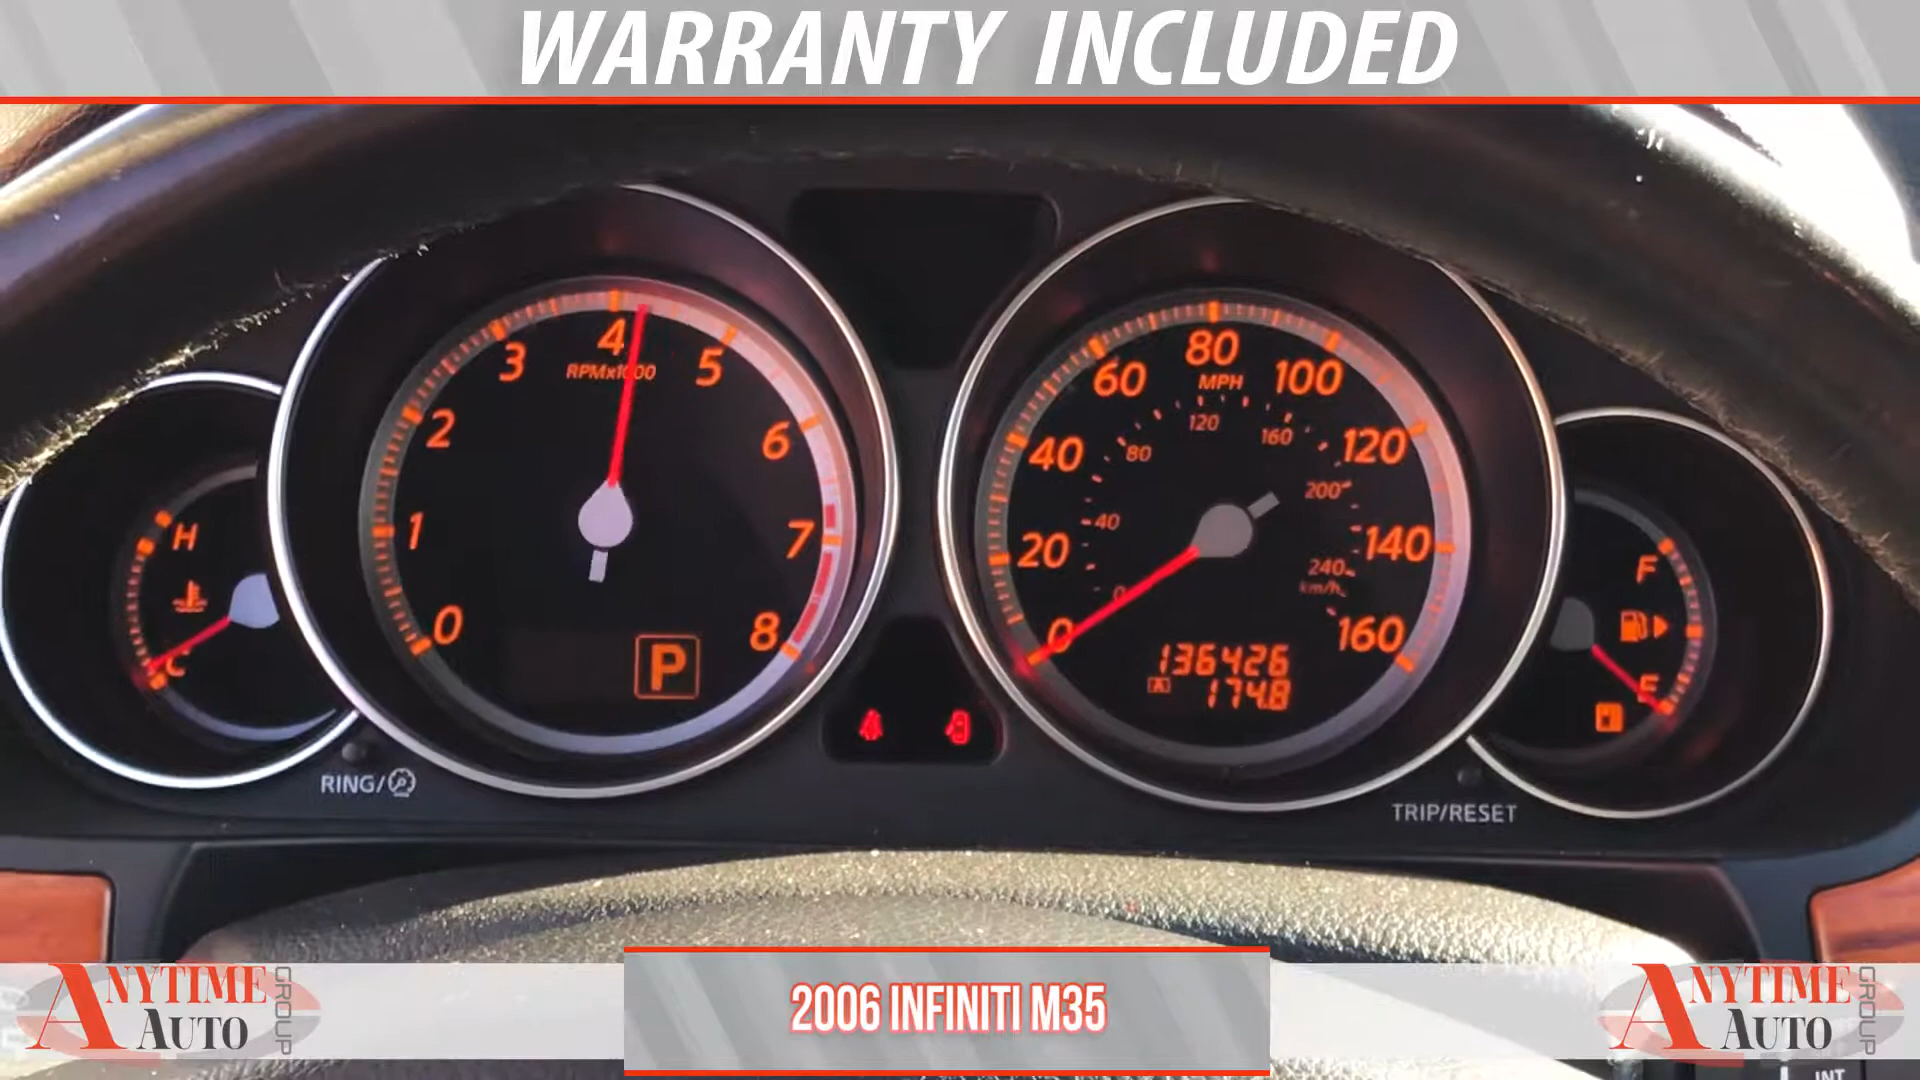 WARRANTY INCLUDED
0 1 2 3 4 5 6 7 8
RPMx1000
P
H
C
RING/
0 20 40 60 80 100 120 140 160
MPH
0 40 80 120 160 200 240
km/h
136426
A 174.8
F
E
TRIP/RESET
ANYTIME
AUTO
GROUP
2006 INFINITI M35
ANYTIME
AUTO
GROUP
INT